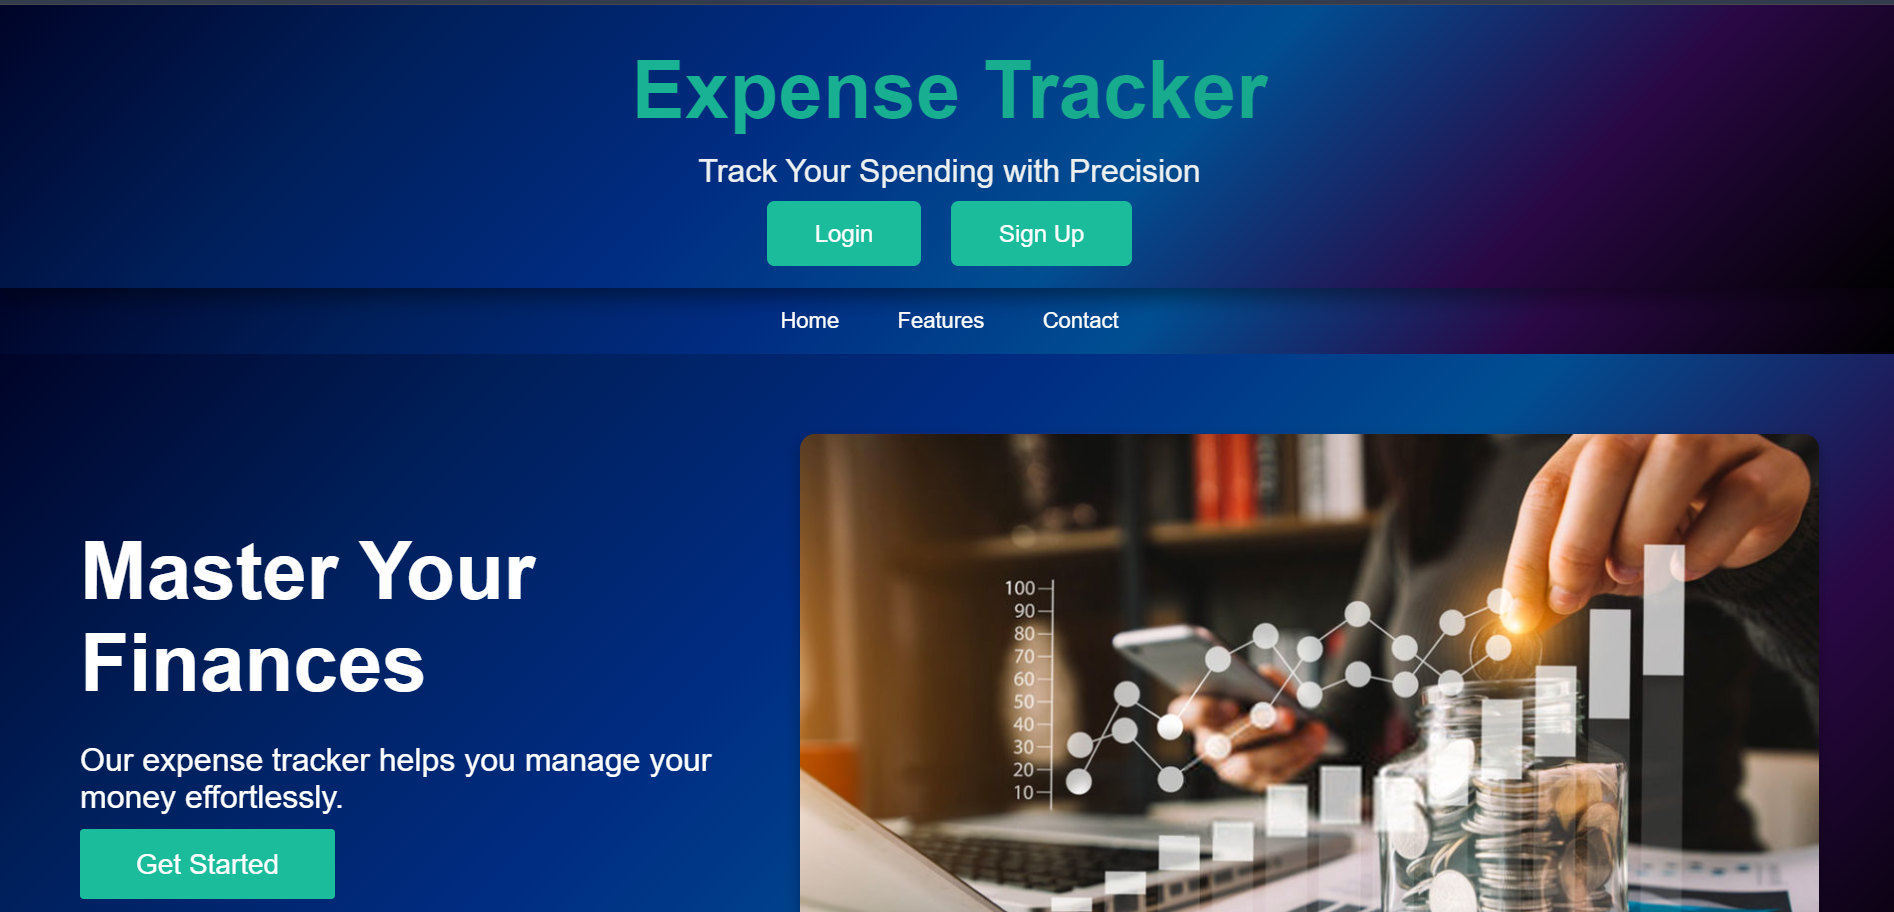 Expense Tracker
Track Your Spending with Precision
Login
Sign Up
Home
Features
Contact
Master Your
Finances
Our expense tracker helps you manage your
money effortlessly.
Get Started
100
90
80
70
60
50
40
30
20
10